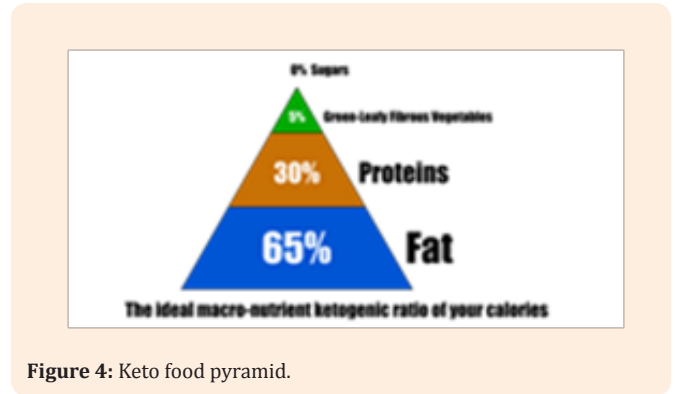 0% Sugars
5% Green-Leafy Fibrous Vegetables
30% Proteins
65% Fat
The ideal macro-nutrient ketogenic ratio of your calories
Figure 4: Keto food pyramid.